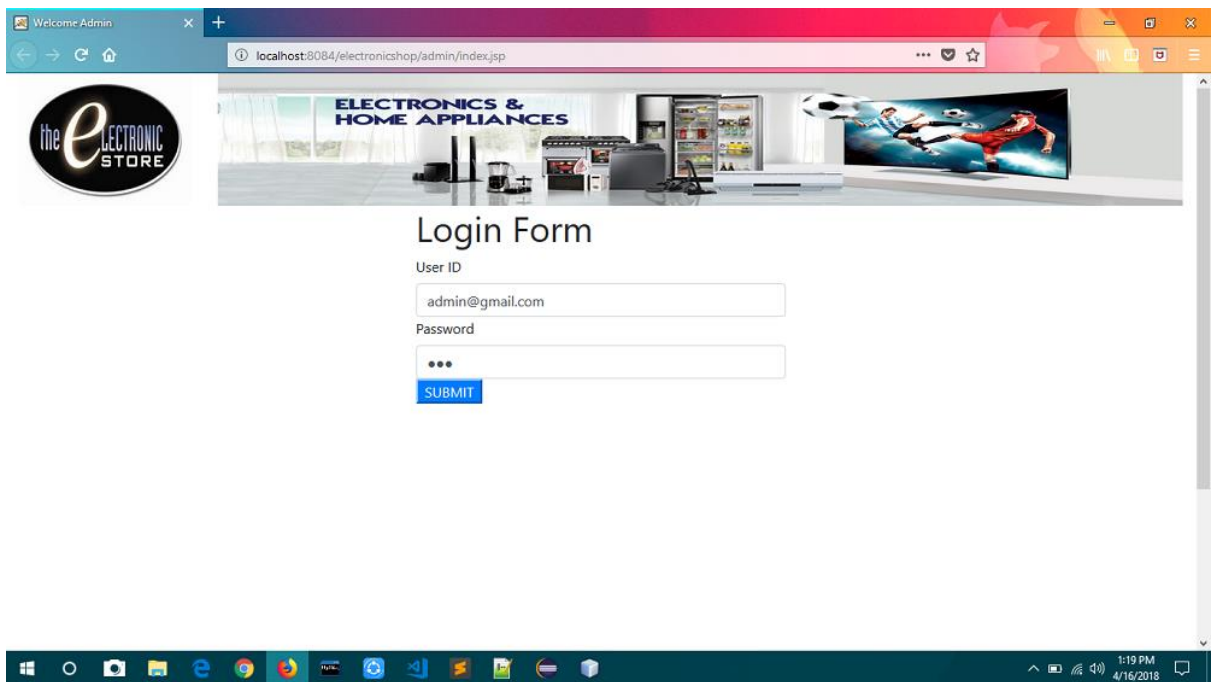 Welcome Admin
localhost:8084/electronicshop/admin/index.jsp
the eLECTRONIC
STORE
ELECTRONICS &
HOME APPLIANCES
Login Form
User ID
admin@gmail.com
Password
•••
SUBMIT
1:19 PM
4/16/2018